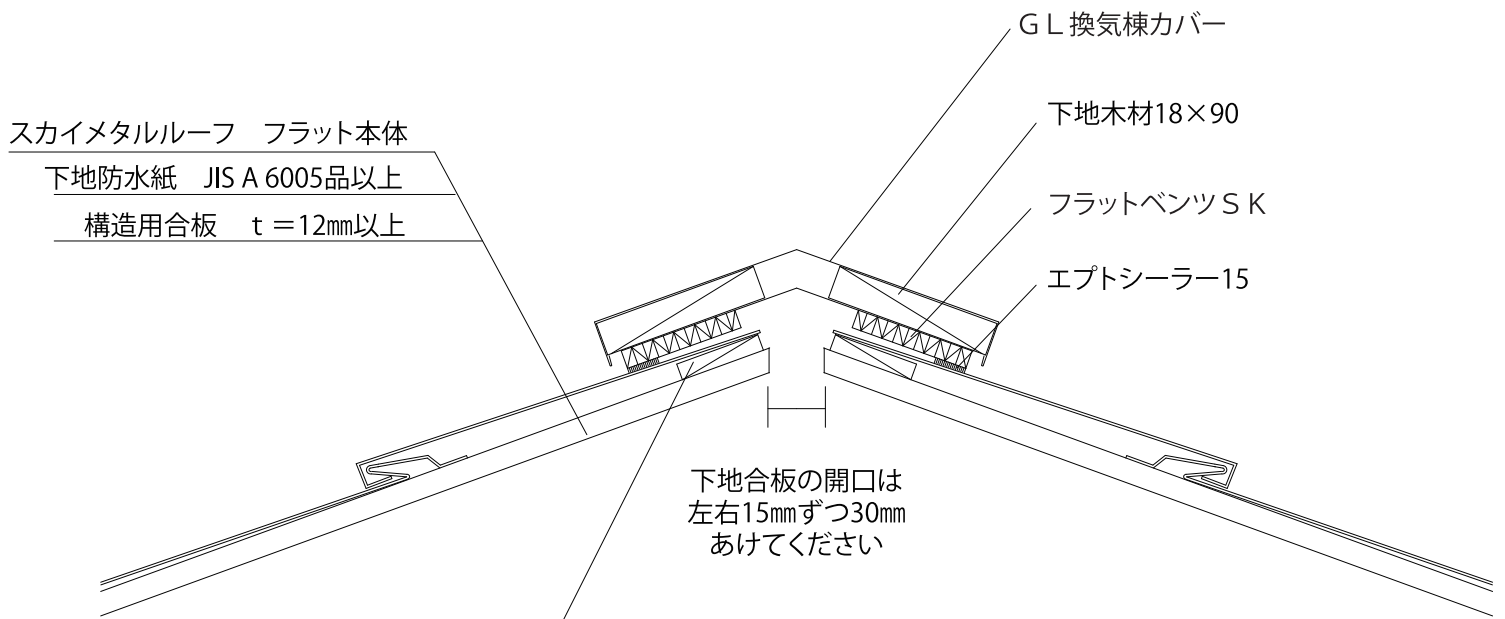 ＧＬ換気棟カバー
下地木材18×90
スカイメタルルーフ　フラット本体
下地防水紙　JIS A 6005品以上
構造用合板　ｔ＝12㎜以上
フラットベンツＳＫ
エプトシーラー15
下地合板の開口は
左右15㎜ずつ30㎜
あけてください